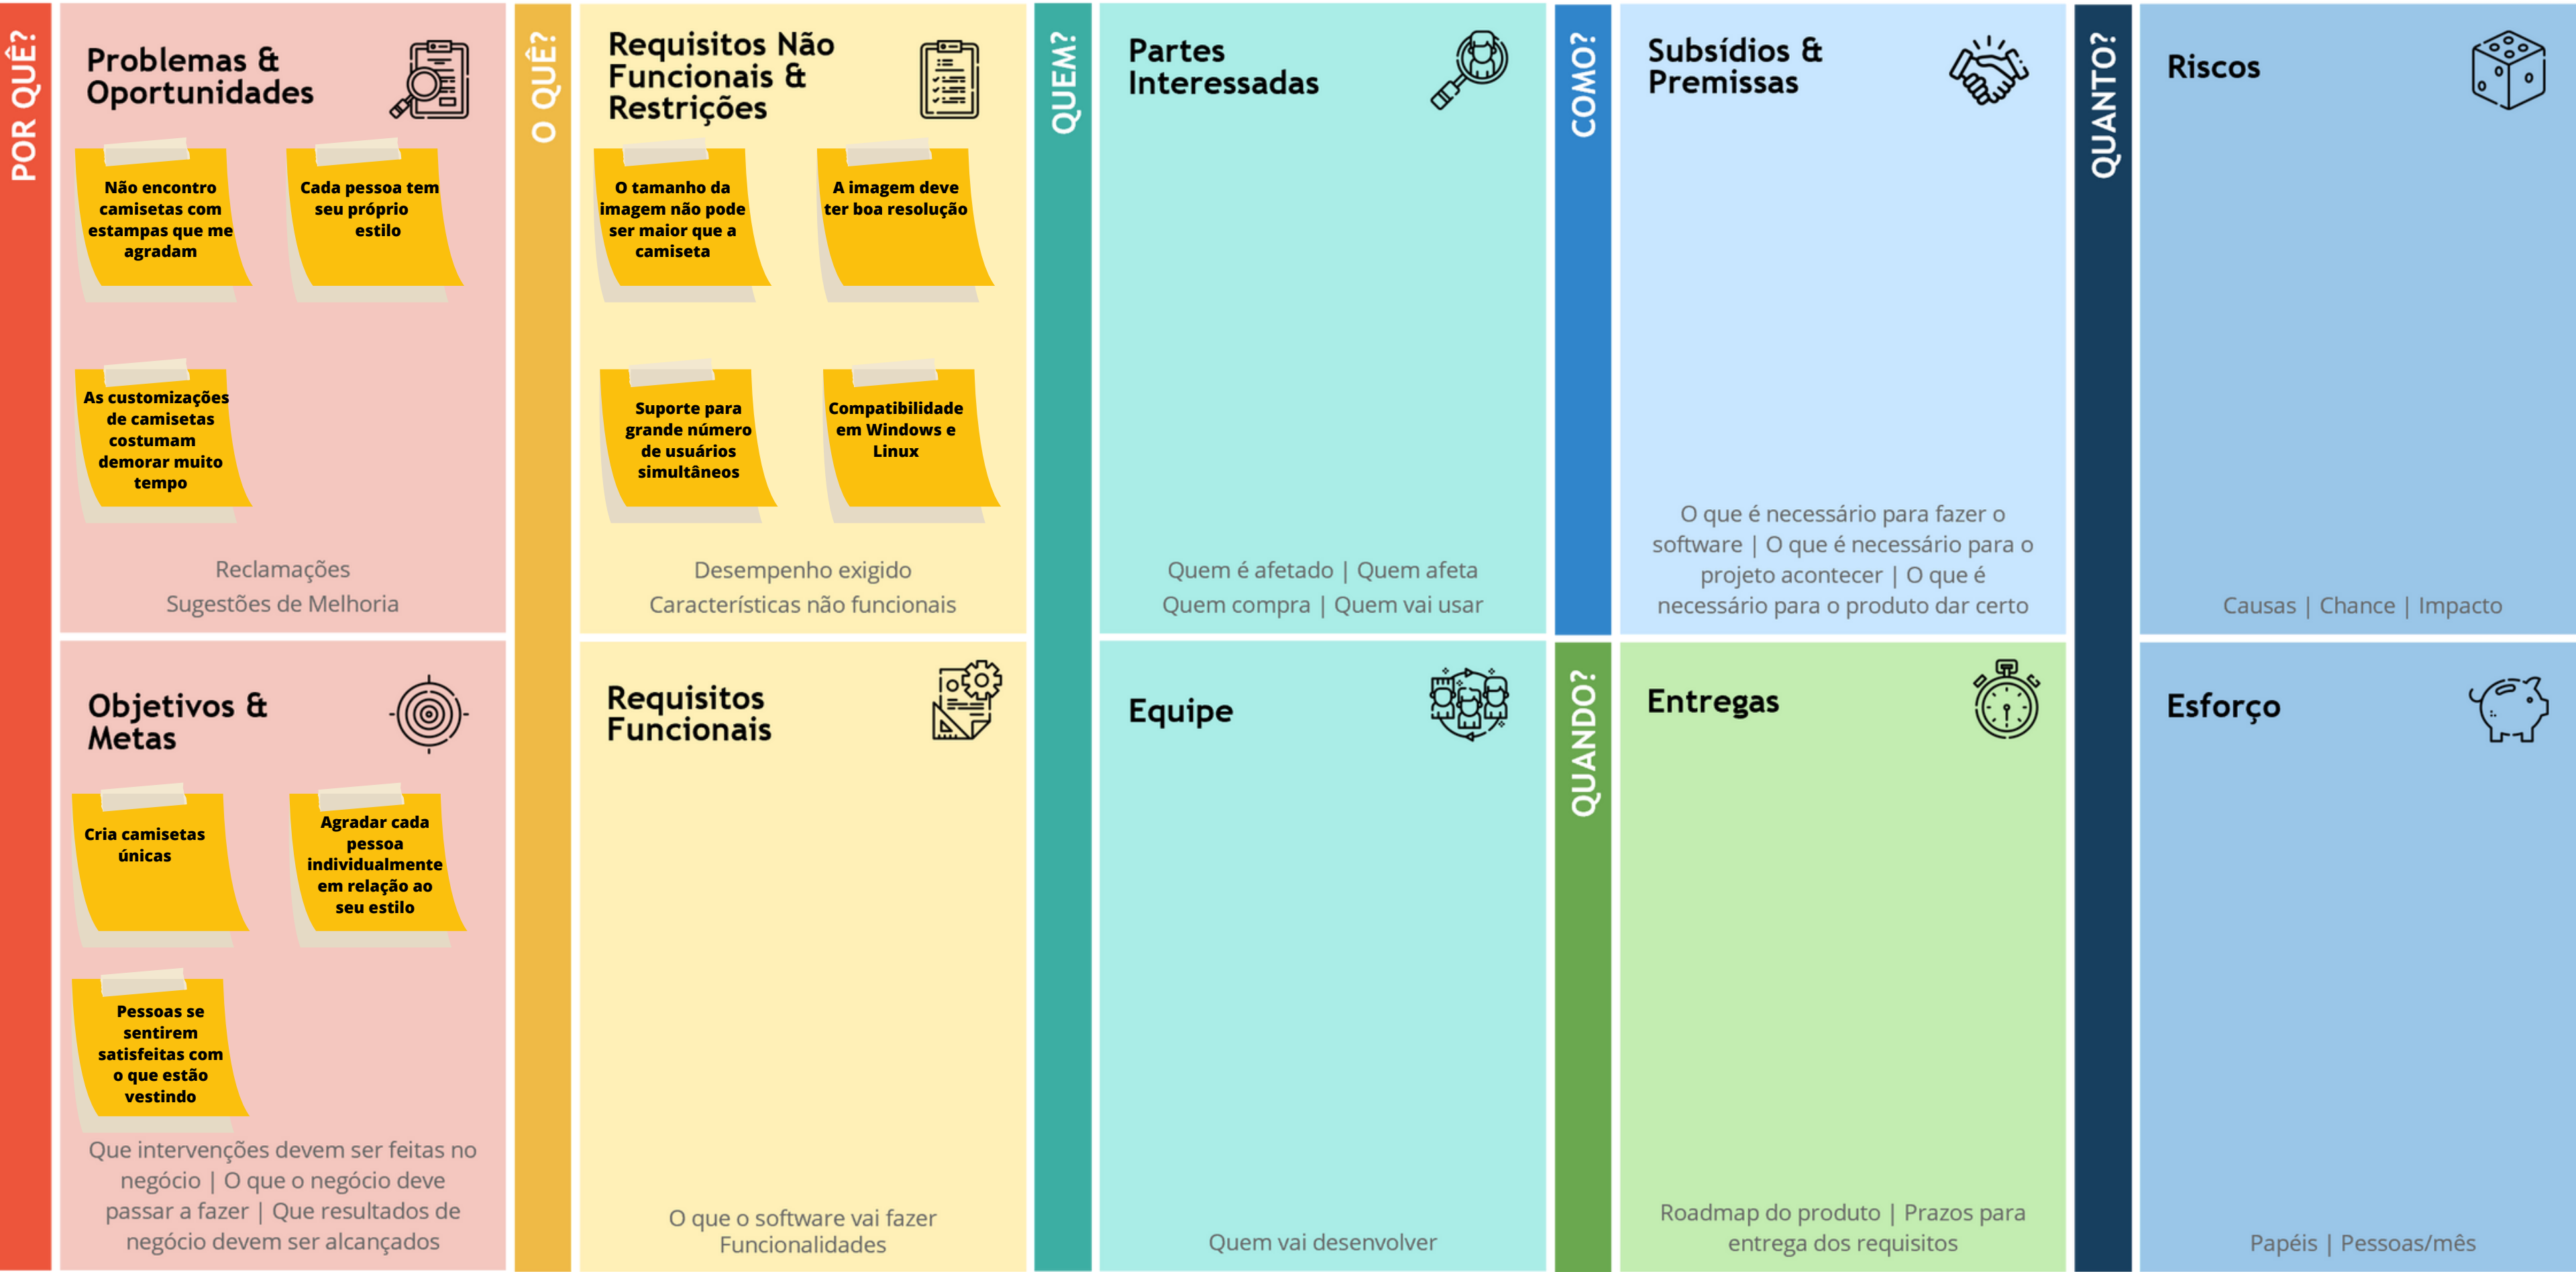 POR QUÊ?
Problemas &
Oportunidades
Não encontro
camisetas com
estampas que me
agradam
Cada pessoa tem
seu próprio
estilo
As customizações
de camisetas
costumam
demorar muito
tempo
Reclamações
Sugestões de Melhoria
Objetivos &
Metas
Cria camisetas
únicas
Agradar cada
pessoa
individualmente
em relação ao
seu estilo
Pessoas se
sentirem
satisfeitas com
o que estão
vestindo
Que intervenções devem ser feitas no
negócio | O que o negócio deve
passar a fazer | Que resultados de
negócio devem ser alcançados
O QUÊ?
Requisitos Não
Funcionais &
Restrições
O tamanho da
imagem não pode
ser maior que a
camiseta
A imagem deve
ter boa resolução
Suporte para
grande número
de usuários
simultâneos
Compatibilidade
em Windows e
Linux
Desempenho exigido
Características não funcionais
Requisitos
Funcionais
O que o software vai fazer
Funcionalidades
QUEM?
Partes
Interessadas
Quem é afetado | Quem afeta
Quem compra | Quem vai usar
Equipe
Quem vai desenvolver
COMO?
Subsídios &
Premissas
O que é necessário para fazer o
software | O que é necessário para o
projeto acontecer | O que é
necessário para o produto dar certo
QUANDO?
Entregas
Roadmap do produto | Prazos para
entrega dos requisitos
QUANTO?
Riscos
Causas | Chance | Impacto
Esforço
Papéis | Pessoas/mês